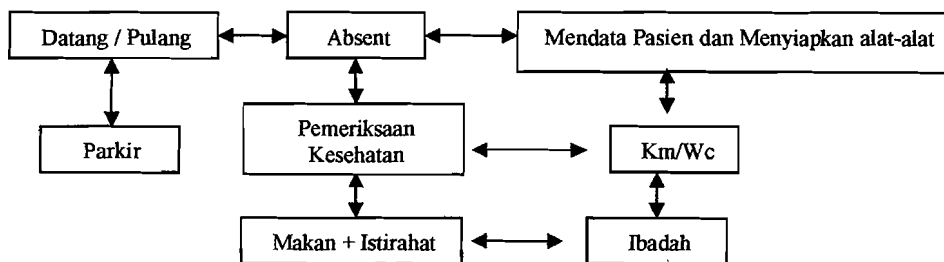 Datang / Pulang
Absent
Mendata Pasien dan Menyiapkan alat-alat
Parkir
Pemeriksaan
Kesehatan
Km/Wc
Makan + Istirahat
Ibadah